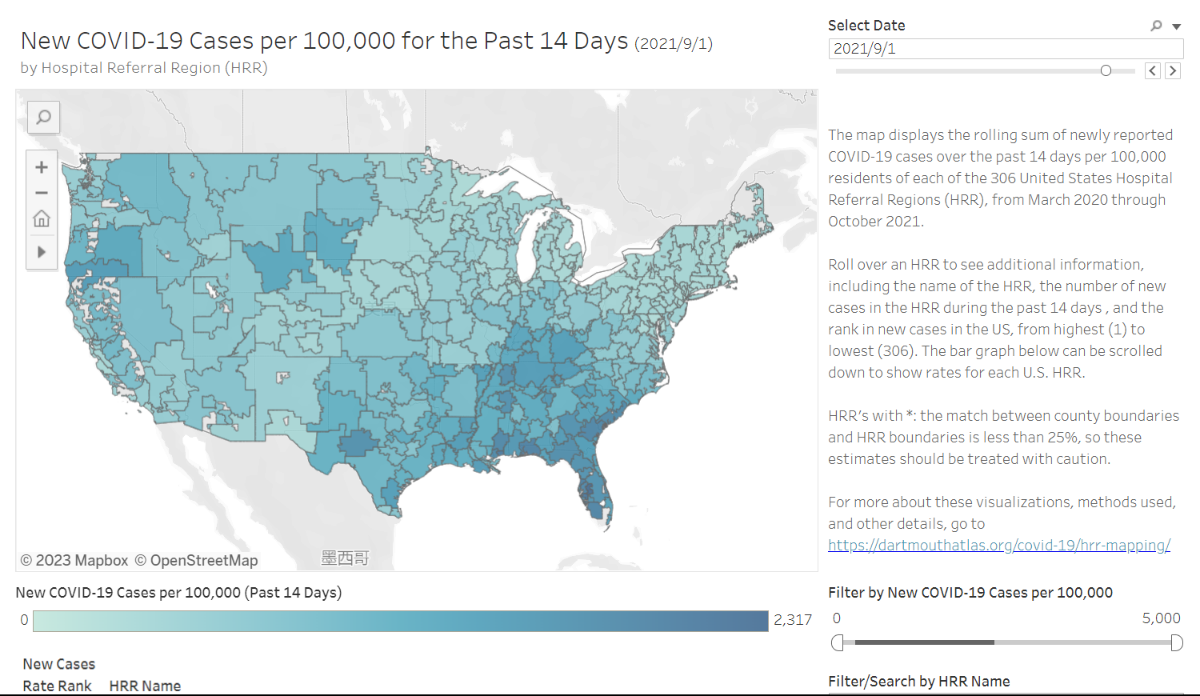 New COVID-19 Cases per 100,000 for the Past 14 Days (2021/9/1)
by Hospital Referral Region (HRR)
© 2023 Mapbox © OpenStreetMap
墨西哥
New COVID-19 Cases per 100,000 (Past 14 Days)
0
2,317
New Cases
Rate Rank HRR Name
Select Date
2021/9/1
The map displays the rolling sum of newly reported
COVID-19 cases over the past 14 days per 100,000
residents of each of the 306 United States Hospital
Referral Regions (HRR), from March 2020 through
October 2021.
Roll over an HRR to see additional information,
including the name of the HRR, the number of new
cases in the HRR during the past 14 days , and the
rank in new cases in the US, from highest (1) to
lowest (306). The bar graph below can be scrolled
down to show rates for each U.S. HRR.
HRR's with *: the match between county boundaries
and HRR boundaries is less than 25%, so these
estimates should be treated with caution.
For more about these visualizations, methods used,
and other details, go to
https://dartmouthatlas.org/covid-19/hrr-mapping/
Filter by New COVID-19 Cases per 100,000
0
5,000
Filter/Search by HRR Name